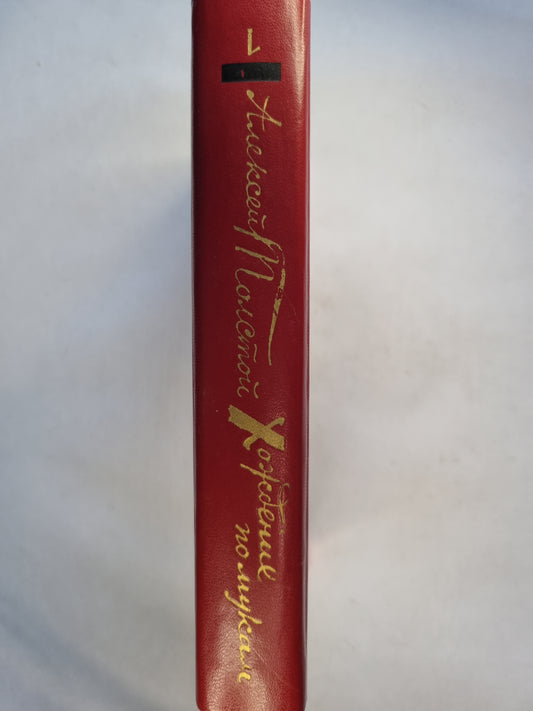 1
Алексей Толстой
Хождение
по мукам